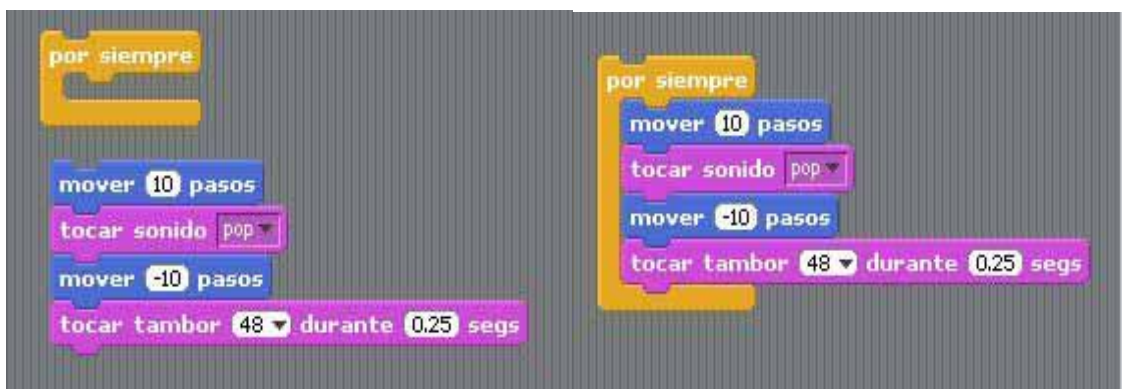 por siempre
mover 10 pasos
tocar sonido pop
mover -10 pasos
tocar tambor 48 durante 0.25 segs
por siempre
mover 10 pasos
tocar sonido pop
mover -10 pasos
tocar tambor 48 durante 0.25 segs